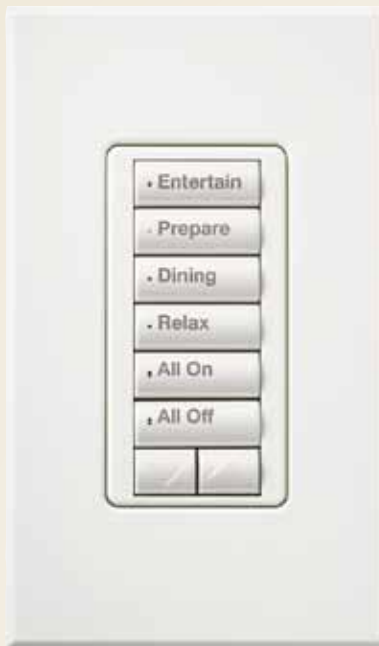 Entertain
Prepare
Dining
Relax
All On
All Off